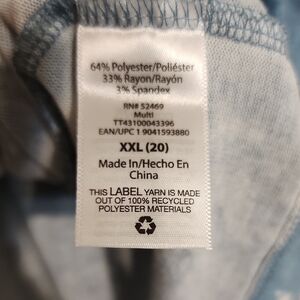 64% Polyester/Poliéster
33% Rayon/Rayón
3% Spandex
RN# 52469
Multi
TT43100043396
EAN/UPC 1 9041593880
XXL (20)
Made in/Hecho En
China
THIS LABEL YARN IS MADE
OUT OF 100% RECYCLED
POLYESTER MATERIALS